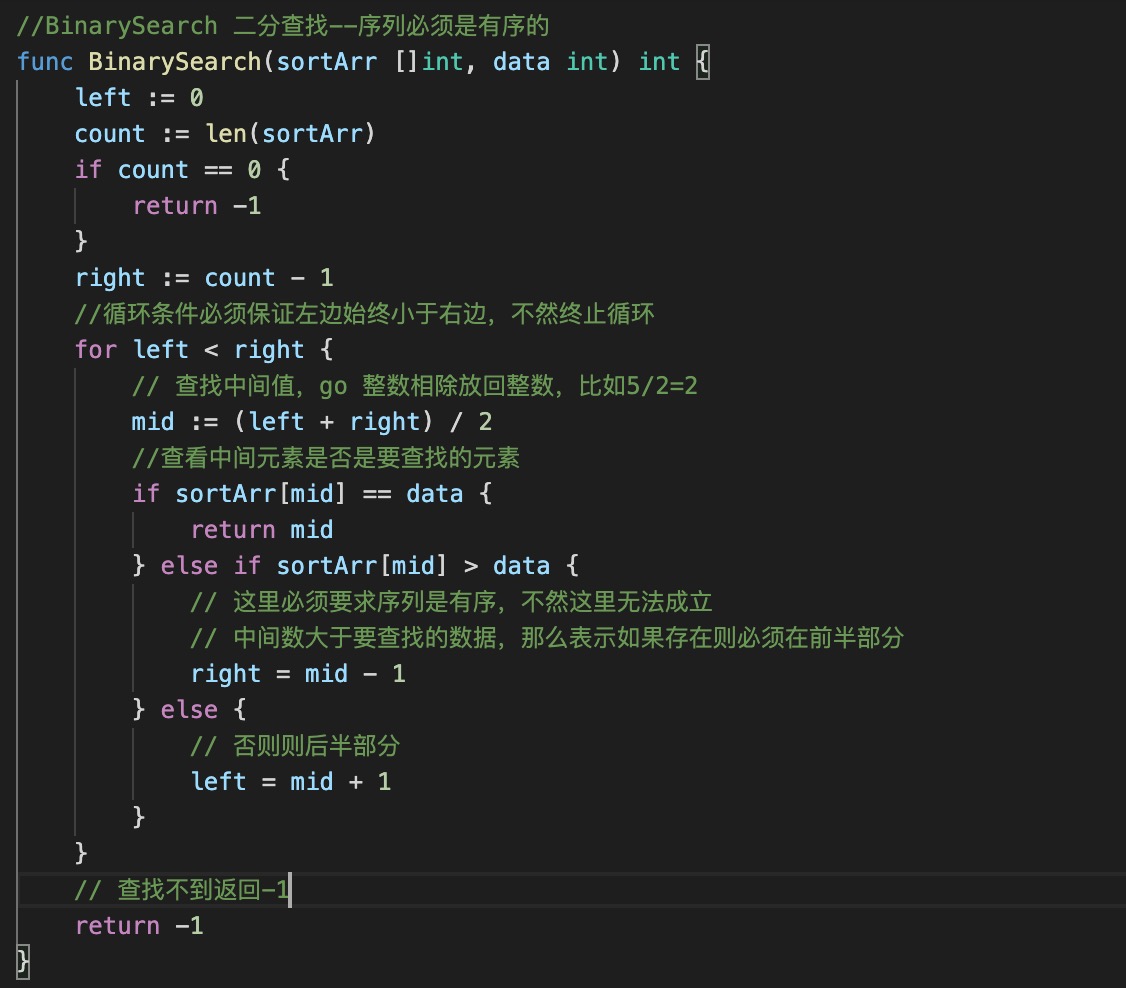 //BinarySearch 二分查找--序列必须是有序的
func BinarySearch(sortArr []int, data int) int {
    left := 0
    count := len(sortArr)
    if count == 0 {
        return -1
    }
    right := count - 1
    //循环条件必须保证左边始终小于右边，不然终止循环
    for left < right {
        // 查找中间值，go 整数相除放回整数，比如5/2=2
        mid := (left + right) / 2
        //查看中间元素是否是要查找的元素
        if sortArr[mid] == data {
            return mid
        } else if sortArr[mid] > data {
            // 这里必须要求序列是有序，不然这里无法成立
            // 中间数大于要查找的数据，那么表示如果存在则必须在前半部分
            right = mid - 1
        } else {
            // 否则则后半部分
            left = mid + 1
        }
    }
    // 查找不到返回-1
    return -1
}